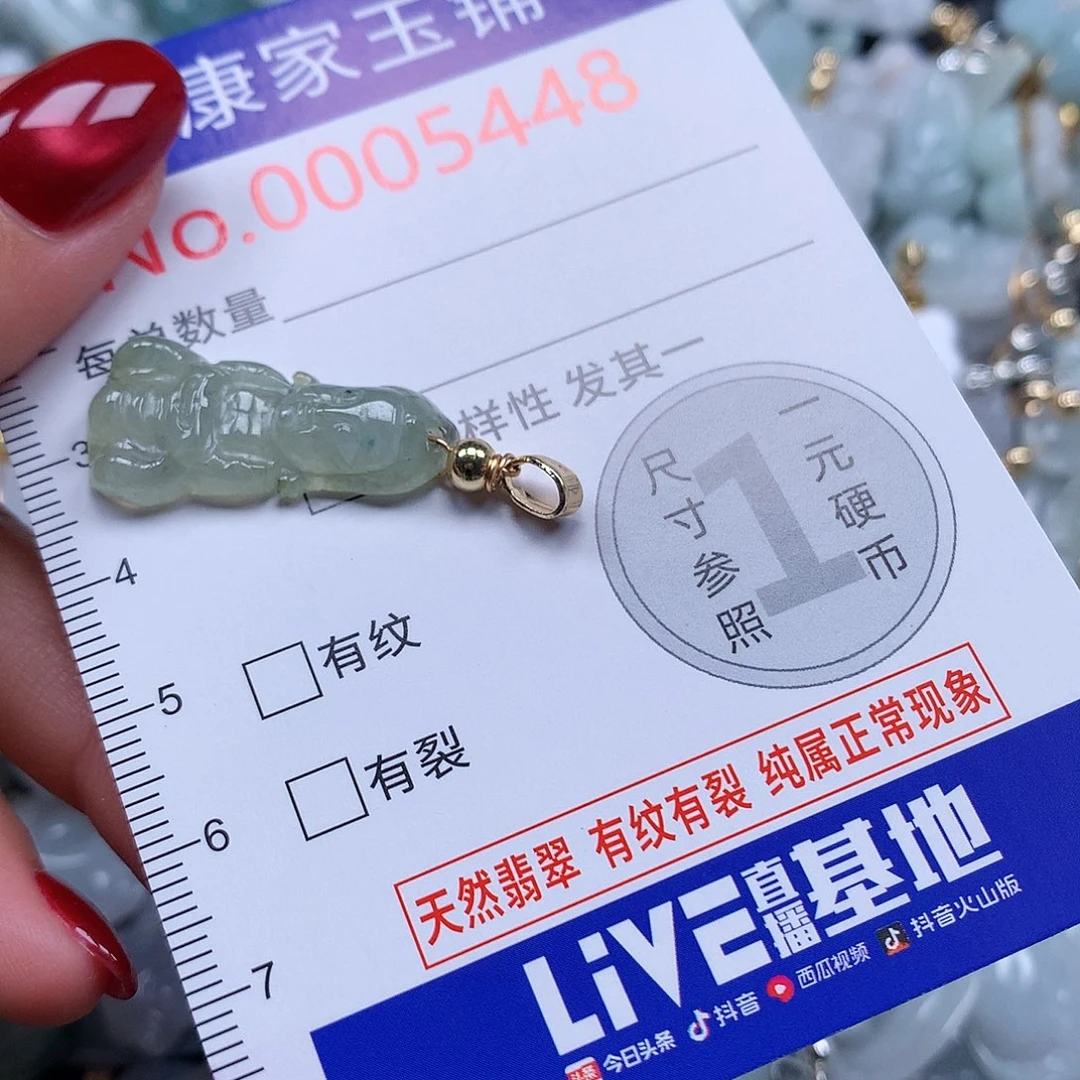 康家玉铺
No.0005448
每单数量
样性 发其一
尺寸参照
一元硬币
1
3
4
5
6
7
有纹
有裂
天然翡翠 有纹有裂 纯属正常现象
LiVE直播基地
头条 今日头条 抖音 西瓜视频 抖音火山版